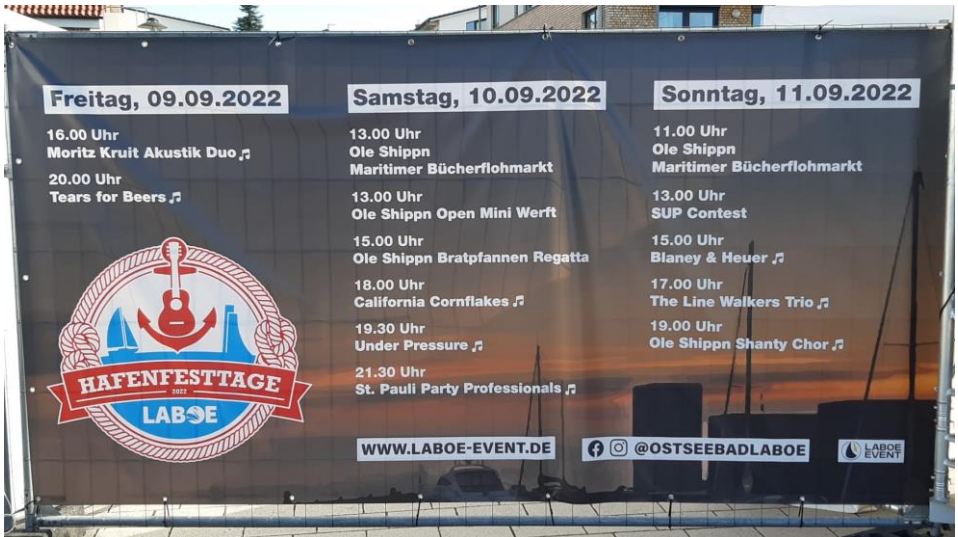 Freitag, 09.09.2022
16.00 Uhr
Moritz Kruit Akustik Duo ♫
20.00 Uhr
Tears for Beers ♫
HAFENFESTTAGE
2022
LABOE
Samstag, 10.09.2022
13.00 Uhr
Ole Shippn
Maritimer Bücherflohmarkt
13.00 Uhr
Ole Shippn Open Mini Werft
15.00 Uhr
Ole Shippn Bratpfannen Regatta
18.00 Uhr
California Cornflakes ♫
19.30 Uhr
Under Pressure ♫
21.30 Uhr
St. Pauli Party Professionals ♫
Sonntag, 11.09.2022
11.00 Uhr
Ole Shippn
Maritimer Bücherflohmarkt
13.00 Uhr
SUP Contest
15.00 Uhr
Blaney & Heuer ♫
17.00 Uhr
The Line Walkers Trio ♫
19.00 Uhr
Ole Shippn Shanty Chor ♫
WWW.LABOE-EVENT.DE
@OSTSEEBADLABOE
LABOE
EVENT